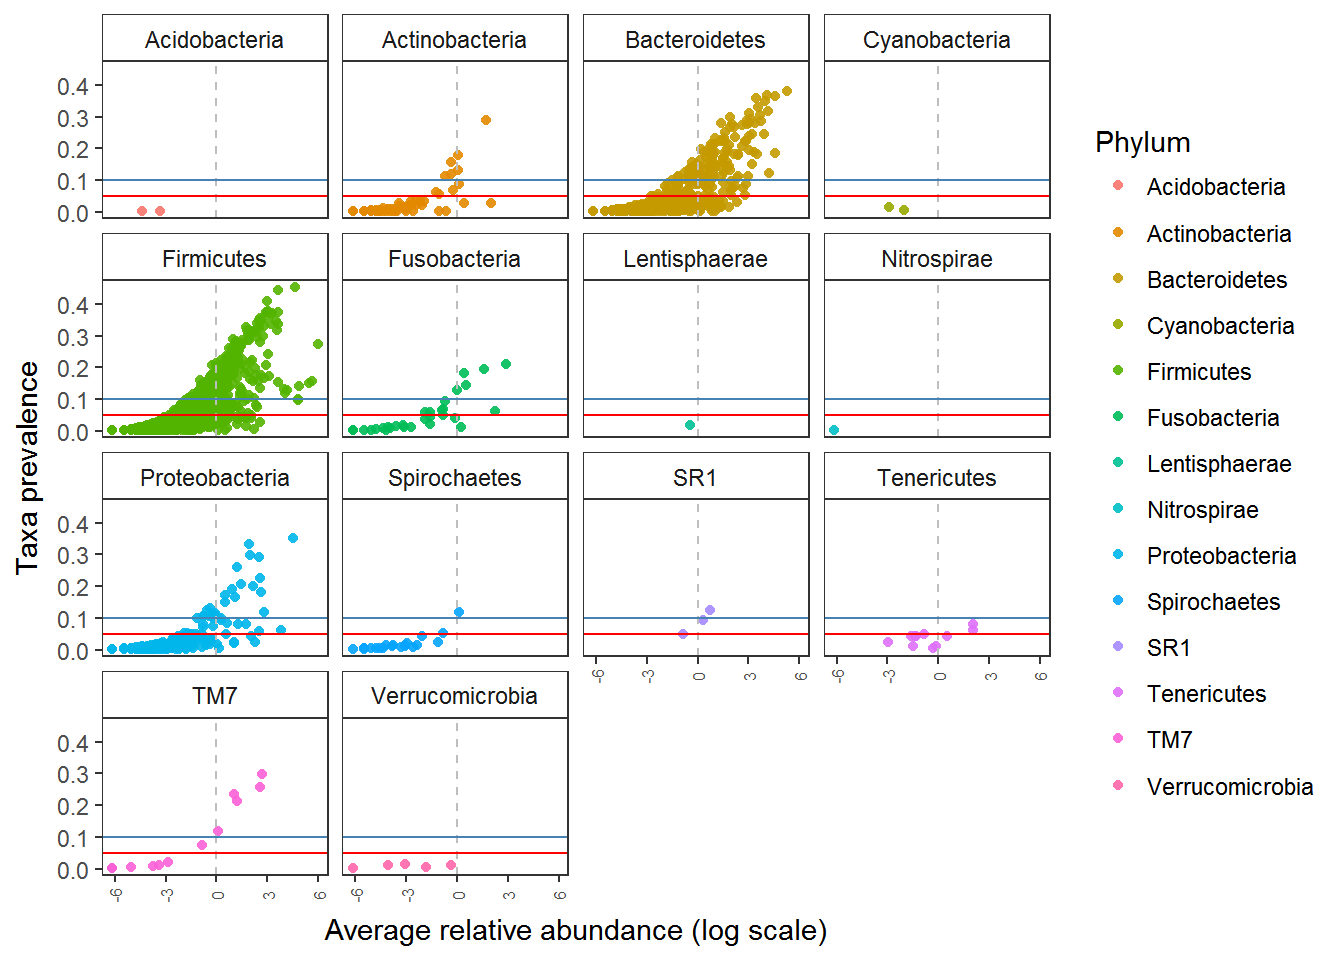 Acidobacteria Actinobacteria Bacteroidetes Cyanobacteria
0.4
0.3
0.2
0.1
0.0
Firmicutes Fusobacteria Lentisphaerae Nitrospirae
0.4
0.3
0.2
0.1
0.0
Proteobacteria Spirochaetes SR1 Tenericutes
0.4
0.3
0.2
0.1
0.0
-6 -3 0 3 6 -6 -3 0 3 6
TM7 Verrucomicrobia
0.4
0.3
0.2
0.1
0.0
-6 -3 0 3 6 -6 -3 0 3 6
Taxa prevalence
Average relative abundance (log scale)
Phylum
Acidobacteria
Actinobacteria
Bacteroidetes
Cyanobacteria
Firmicutes
Fusobacteria
Lentisphaerae
Nitrospirae
Proteobacteria
Spirochaetes
SR1
Tenericutes
TM7
Verrucomicrobia